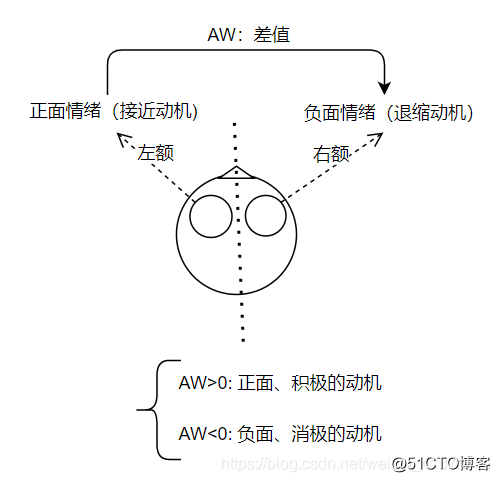 AW：差值
正面情绪（接近动机)
负面情绪（退缩动机）
左额
右额
AW>0: 正面、积极的动机
AW<0: 负面、消极的动机
https://blog.csdn.net/wei
@51CTO博客